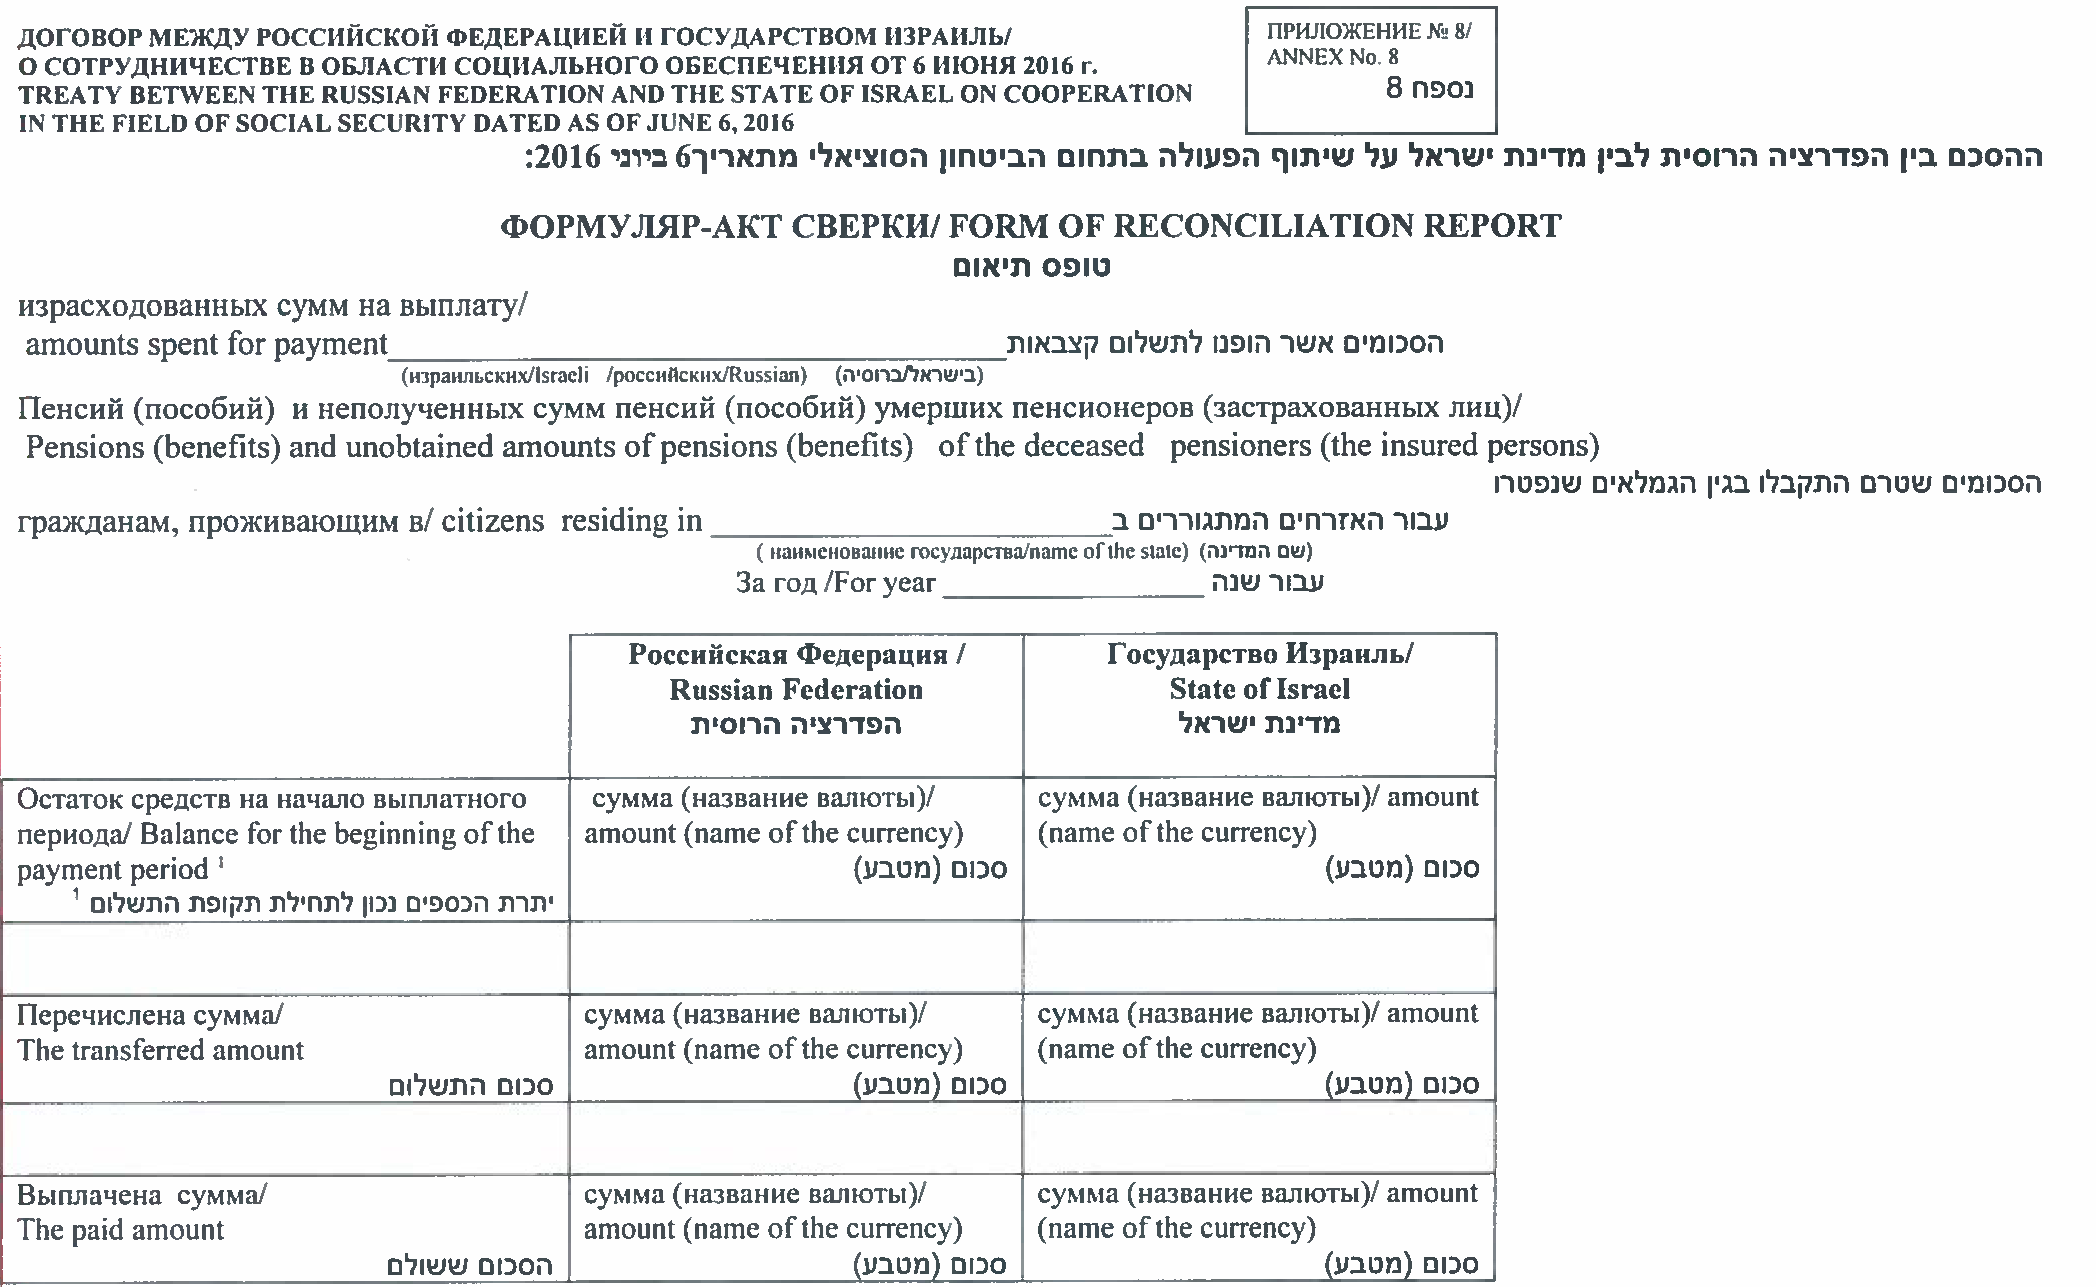 ДОГОВОР МЕЖДУ РОССИЙСКОЙ ФЕДЕРАЦИЕЙ И ГОСУДАРСТВОМ ИЗРАИЛЬ/
О СОТРУДНИЧЕСТВЕ В ОБЛАСТИ СОЦИАЛЬНОГО ОБЕСПЕЧЕНИЯ ОТ 6 ИЮНЯ 2016 г.
TREATY BETWEEN THE RUSSIAN FEDERATION AND THE STATE OF ISRAEL ON COOPERATION
IN THE FIELD OF SOCIAL SECURITY DATED AS OF JUNE 6, 2016
ПРИЛОЖЕНИЕ № 8/
ANNEX No. 8
נספח 8
ההסכם בין הפדרציה הרוסית לבין מדינת ישראל על שיתוף הפעולה בתחום הביטחון הסוציאלי מתאריך6 ביוני 2016:
ФОРМУЛЯР-АКТ СВЕРКИ/ FORM OF RECONCILIATION REPORT
טופס תיאום
израсходованных сумм на выплату/
amounts spent for payment____ הסכומים אשר הופנו לתשלום קצבאות
(израильских/Israeli /российских/Russian) (בישראל/ברוסיה)
Пенсий (пособий) и неполученных сумм пенсий (пособий) умерших пенсионеров (застрахованных лиц)/
Pensions (benefits) and unobtained amounts of pensions (benefits) of the deceased pensioners (the insured persons)
הסכומים שטרם התקבלו בגין הגמלאים שנפטרו
гражданам, проживающим в/ citizens residing in ____ עבור האזרחים המתגוררים ב
( наименование государства/name of the state) (שם המדינה)
За год /For year ____ עבור שנה
Российская Федерация /
Russian Federation
הפדרציה הרוסית
Государство Израиль/
State of Israel
מדינת ישראל
Остаток средств на начало выплатного
периода/ Balance for the beginning of the
payment period ¹
יתרת הכספים נכון לתחילת תקופת התשלום ¹
сумма (название валюты)/
amount (name of the currency)
סכום (מטבע)
сумма (название валюты)/ amount
(name of the currency)
סכום (מטבע)
Перечислена сумма/
The transferred amount
סכום התשלום
сумма (название валюты)/
amount (name of the currency)
סכום (מטבע)
сумма (название валюты)/ amount
(name of the currency)
סכום (מטבע)
Выплачена сумма/
The paid amount
הסכום ששולם
сумма (название валюты)/
amount (name of the currency)
סכום (מטבע)
сумма (название валюты)/ amount
(name of the currency)
סכום (מטבע)